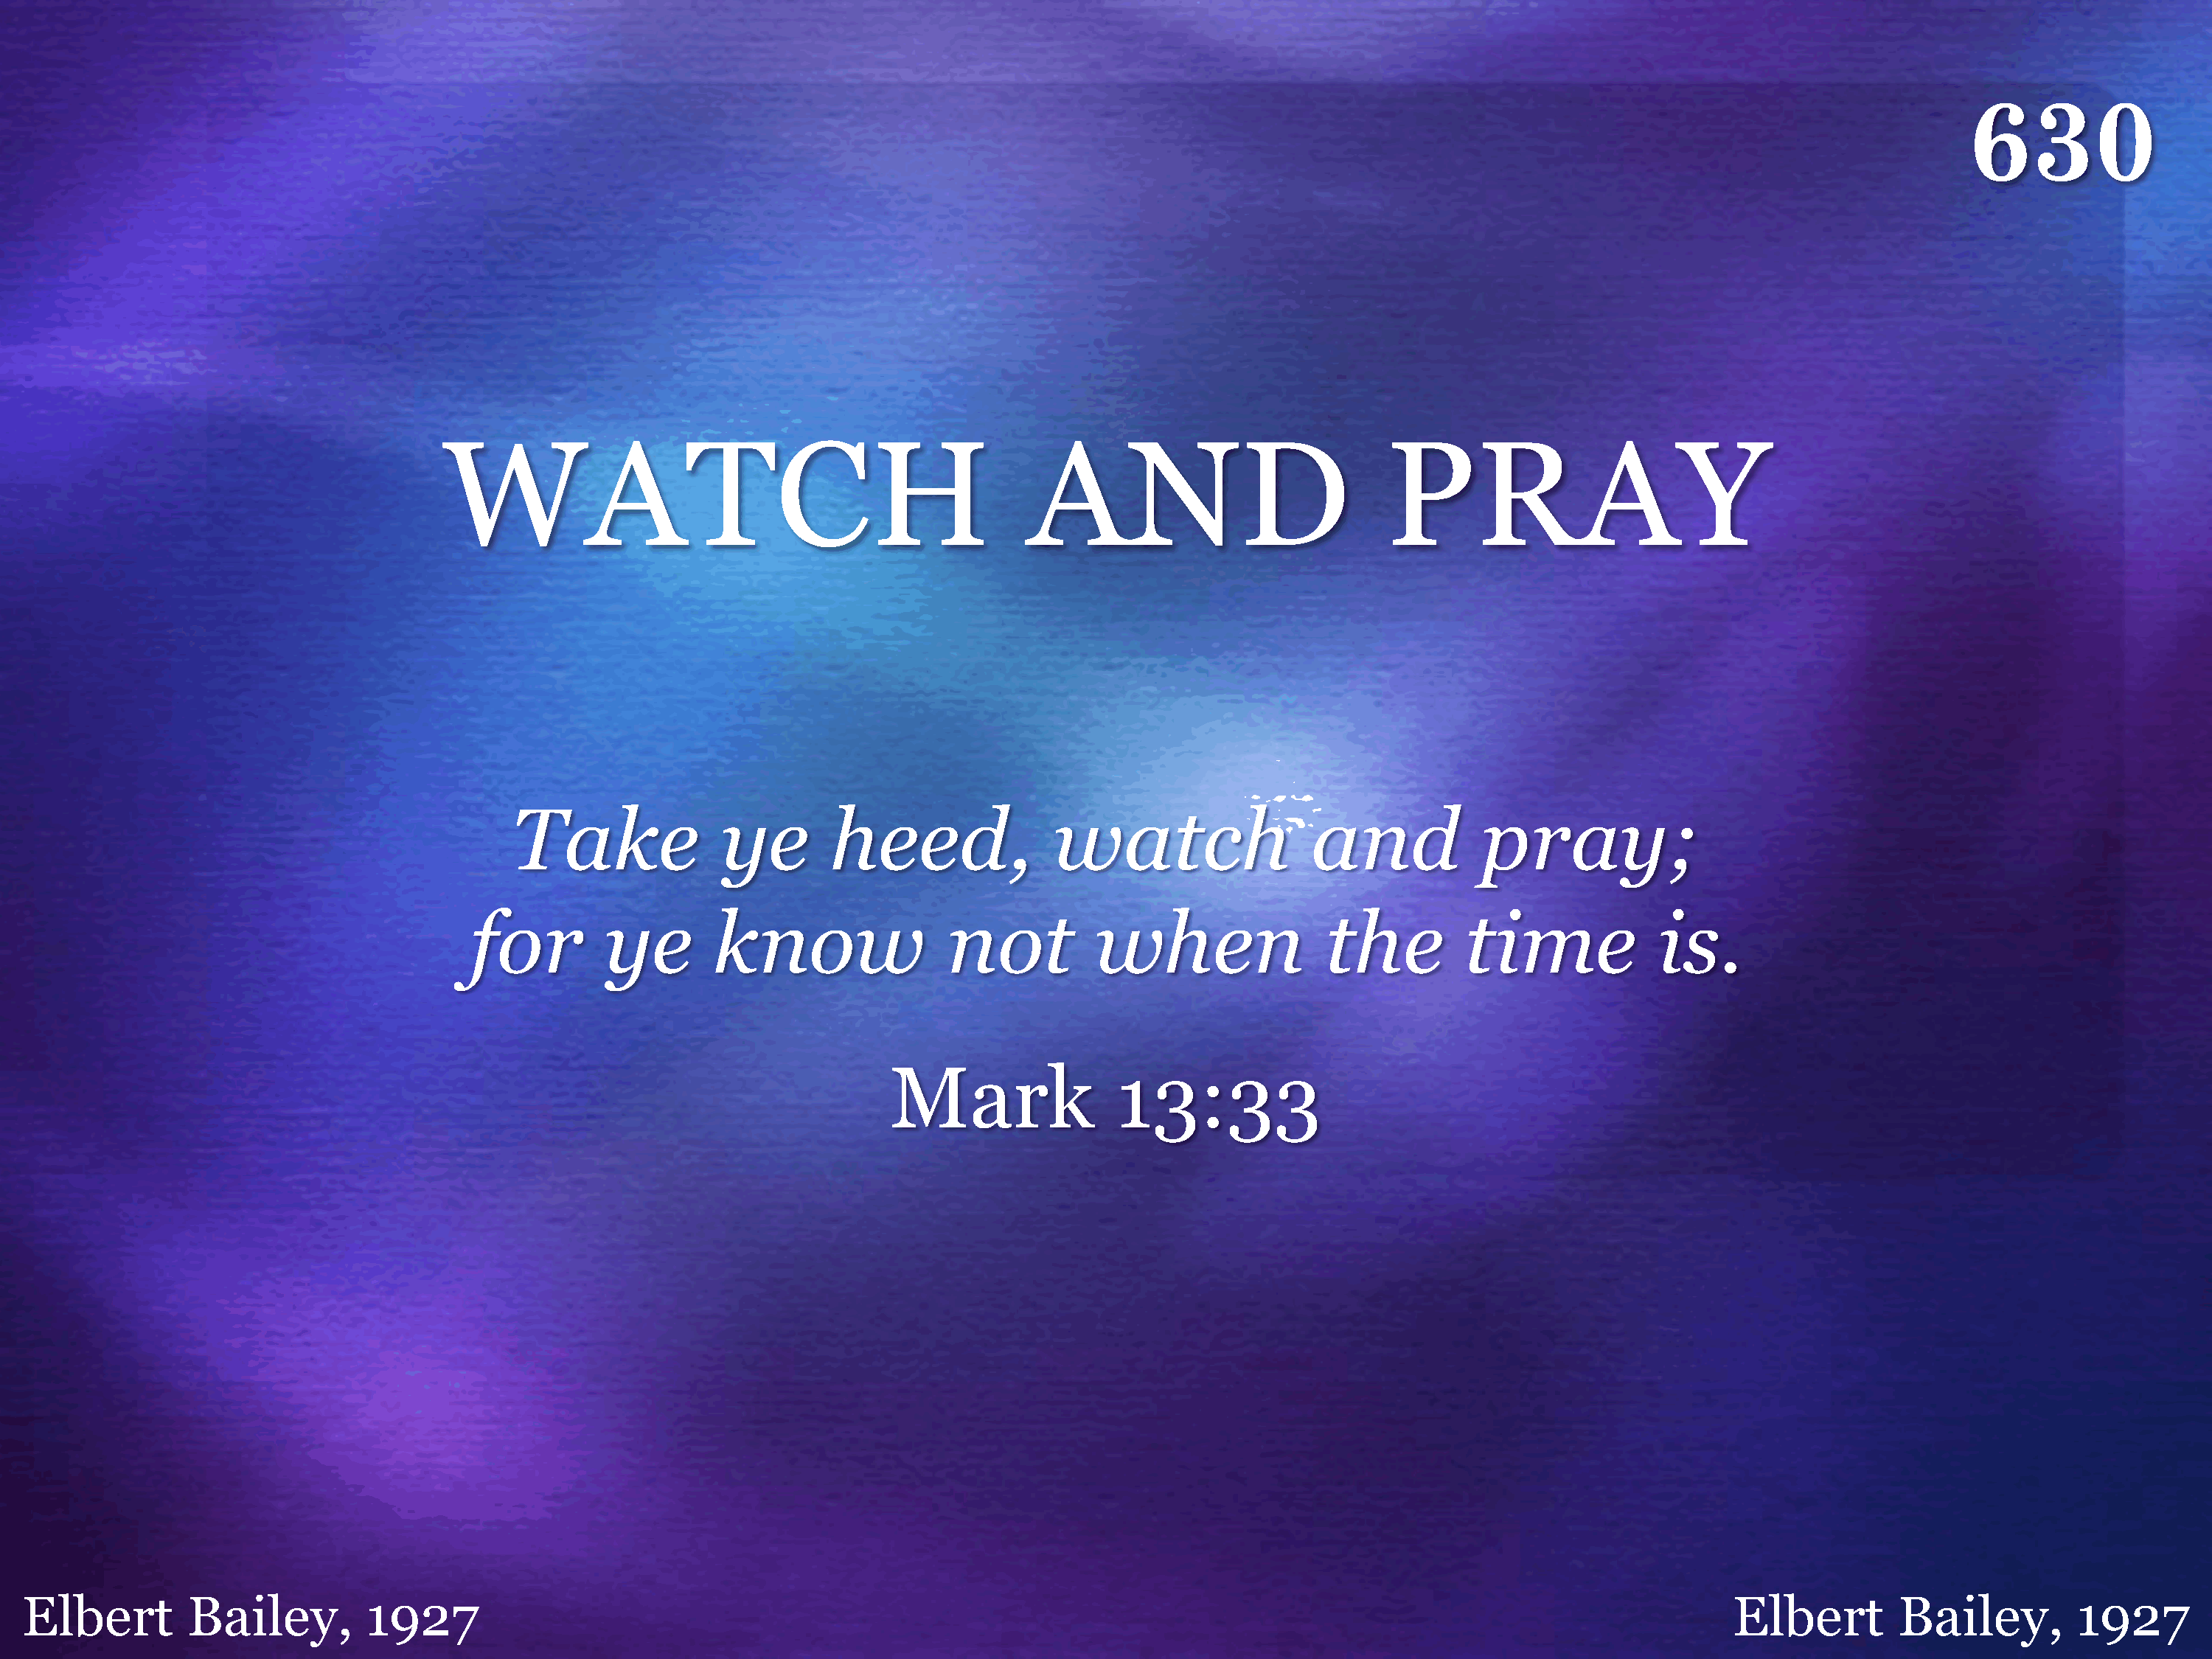 630
WATCH AND PRAY
Take ye heed, watch and pray;
for ye know not when the time is.
Mark 13:33
Elbert Bailey, 1927
Elbert Bailey, 1927